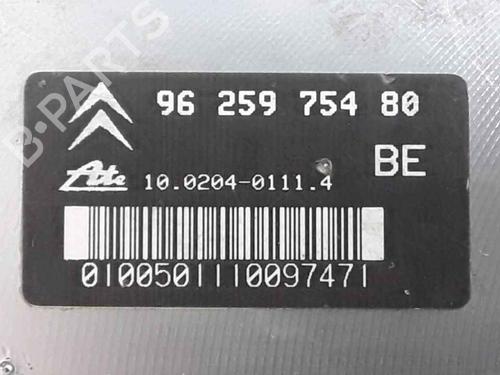 B-PARTS
96 259 754 80
BE
Ate 10.0204-0111.4
0100501110097471